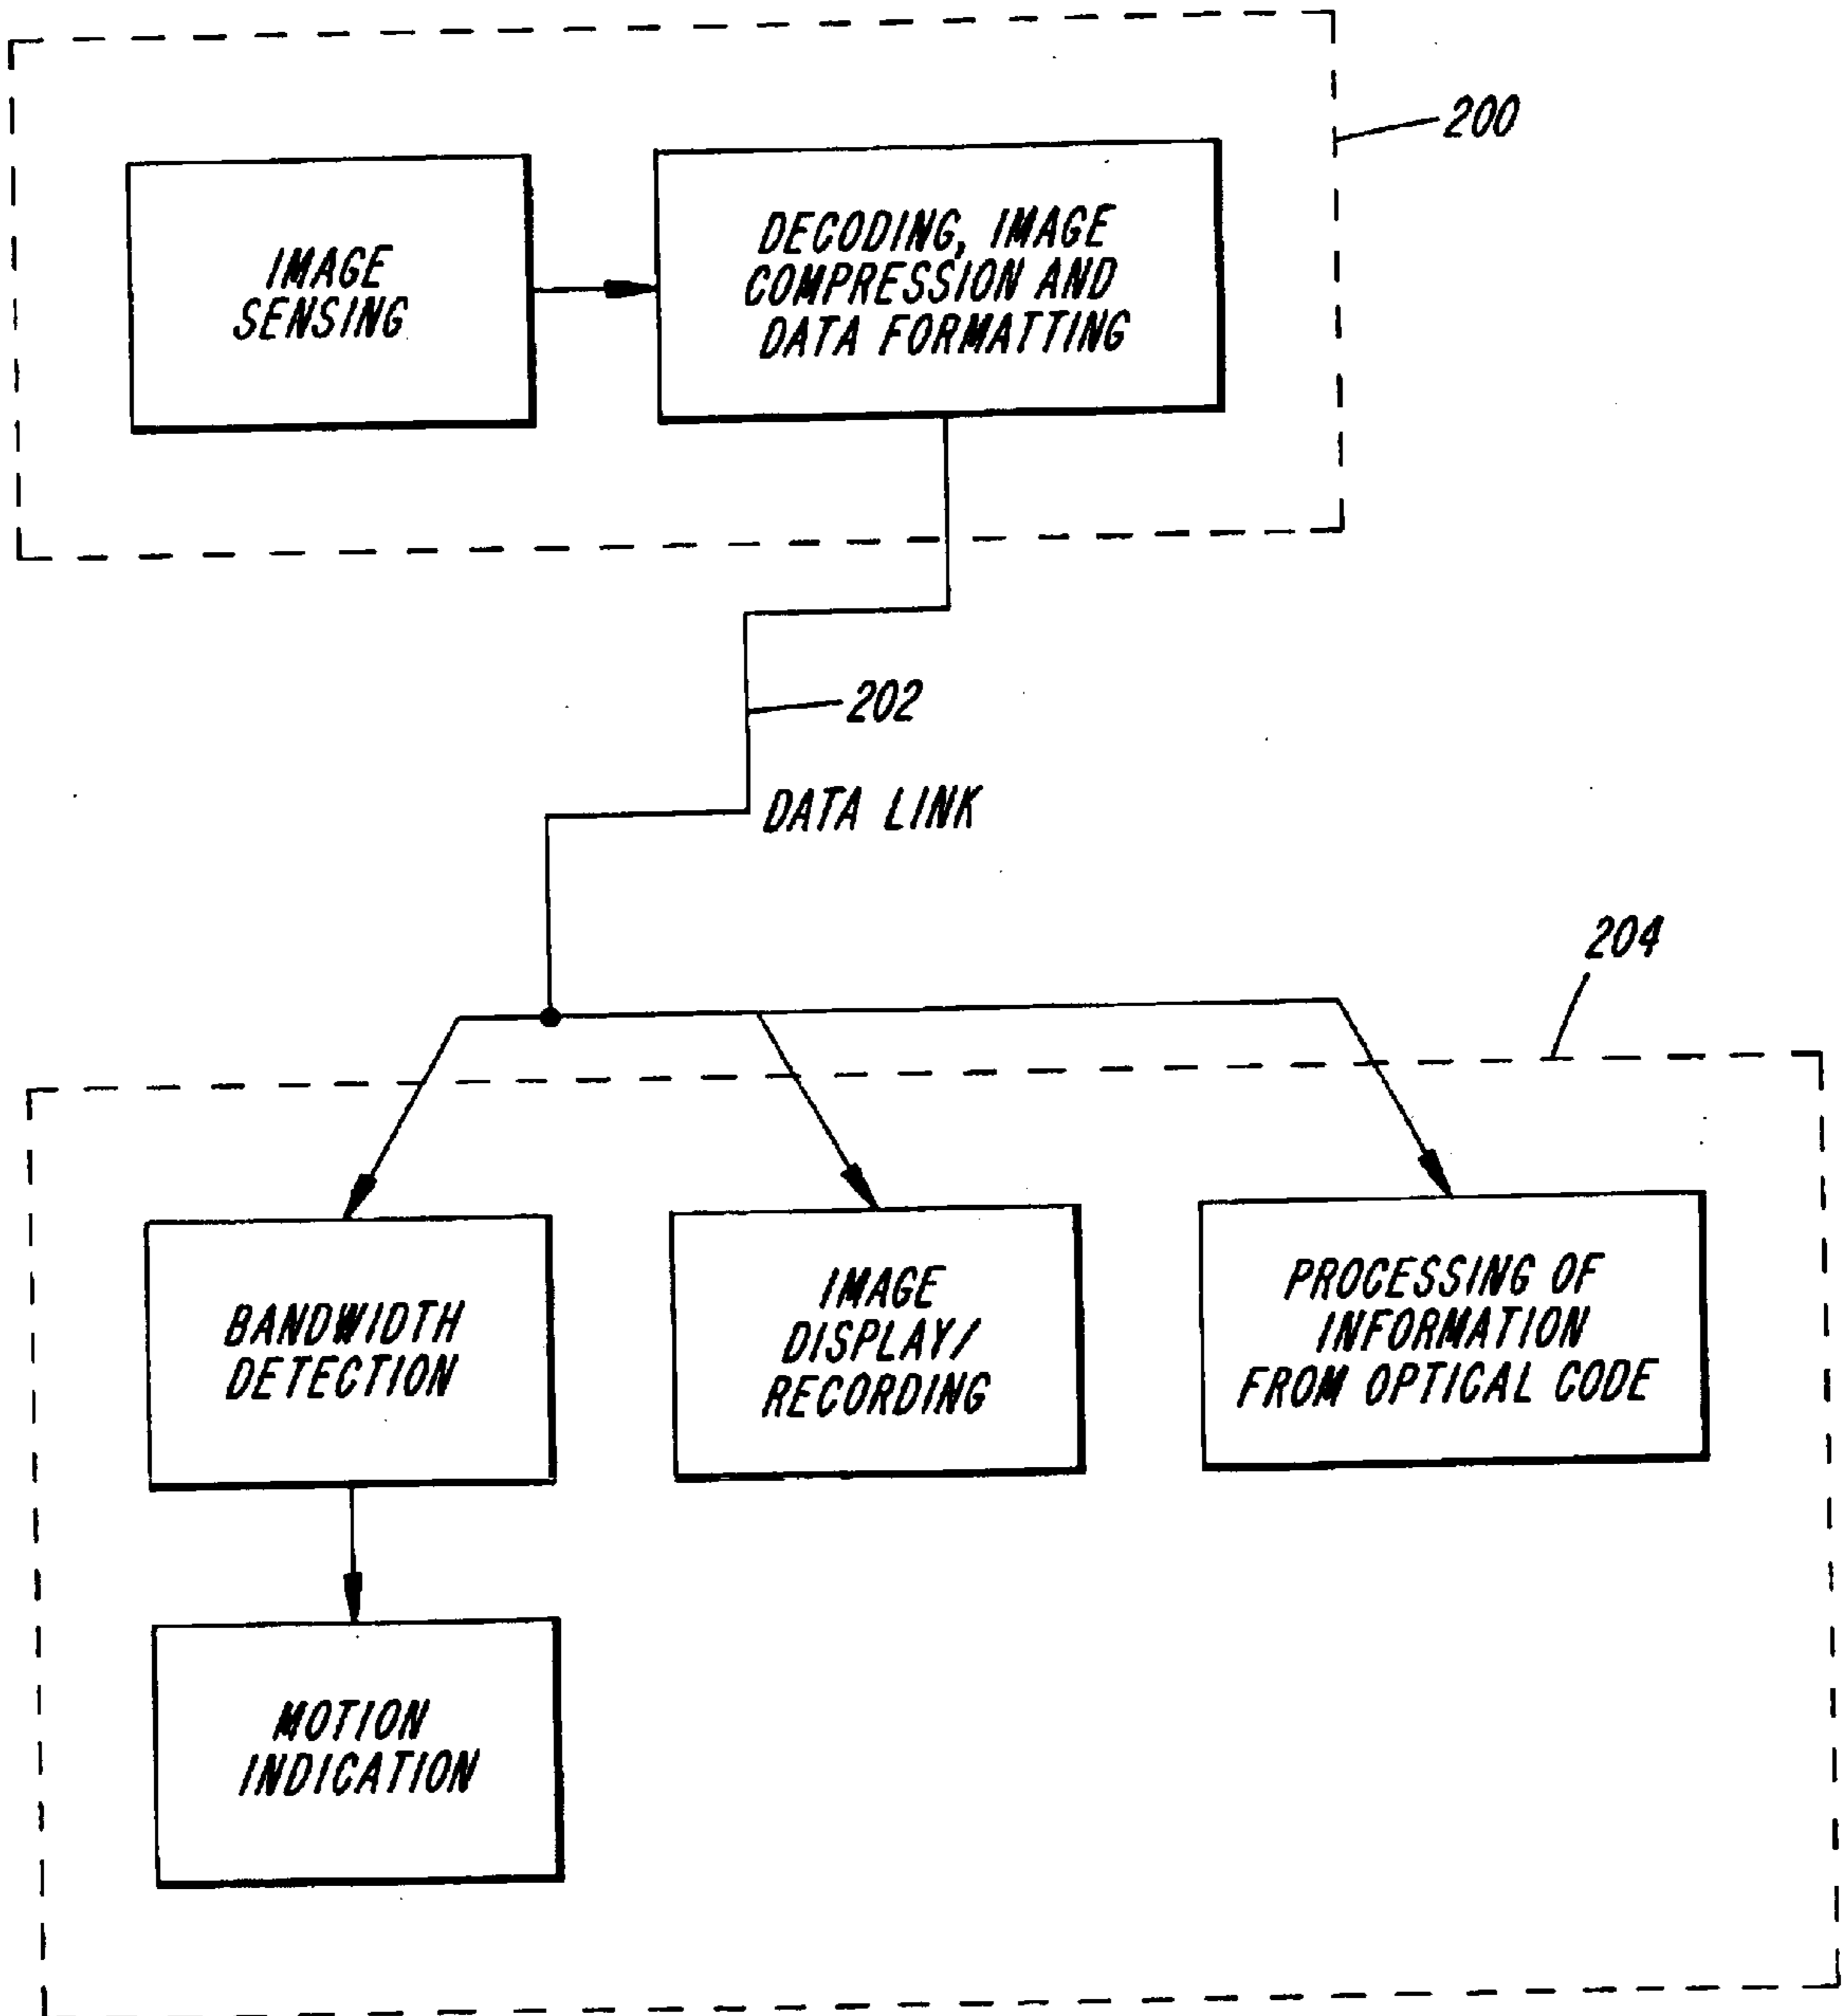 200
IMAGE
SENSING
DECODING, IMAGE
COMPRESSION AND
DATA FORMATTING
202
DATA LINK
204
BANDWIDTH
DETECTION
IMAGE
DISPLAY/
RECORDING
PROCESSING OF
INFORMATION
FROM OPTICAL CODE
MOTION
INDICATION